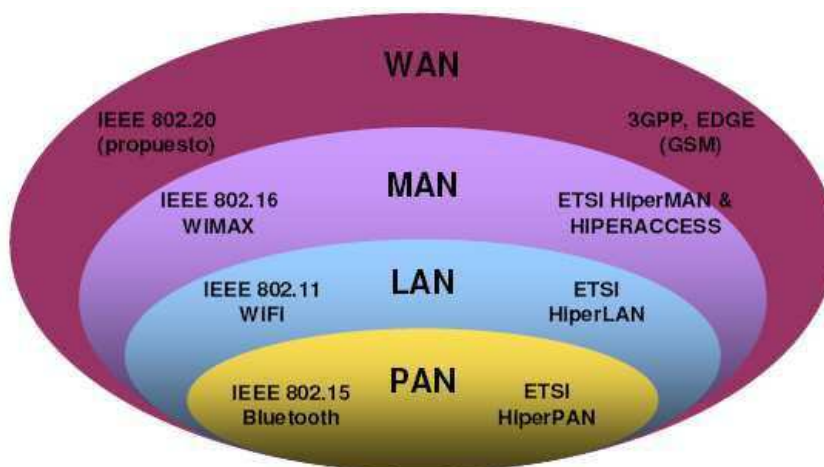 WAN
IEEE 802.20
(propuesto)
3GPP, EDGE
(GSM)
MAN
IEEE 802.16
WIMAX
ETSI HiperMAN &
HIPERACCESS
LAN
IEEE 802.11
WIFI
ETSI
HiperLAN
PAN
IEEE 802.15
Bluetooth
ETSI
HiperPAN